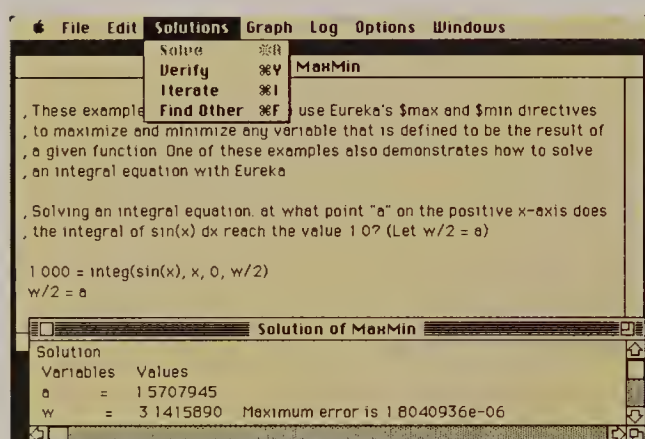 File Edit Solutions Graph Log Options Windows
Solve ⌘R
Verify ⌘Y
Iterate ⌘I
Find Other ⌘F
MaxMin
, These example use Eureka's $max and $min directives
, to maximize and minimize any variable that is defined to be the result of
, a given function One of these examples also demonstrates how to solve
, an integral equation with Eureka
, Solving an integral equation. at what point "a" on the positive x-axis does
, the integral of sin(x) dx reach the value 1 0? (Let w/2 = a)
1 000 = integ(sin(x), x, 0, w/2)
w/2 = a
Solution of MaxMin
Solution
Variables Values
a = 1 5707945
w = 3 1415890 Maximum error is 1 8040936e-06